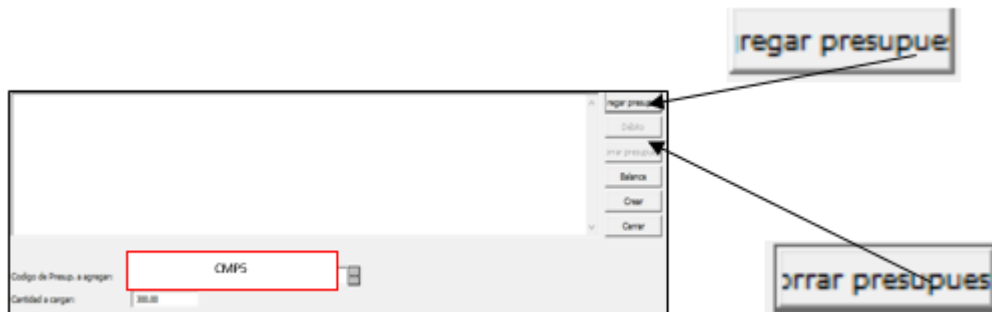 regar presupue
regar presup
Débito
orrar presupue
Balance
Crear
Cerrar
Codigo de Presup. a agregar:
CMPS
Cantidad a cargar:
300.00
orrar presupues